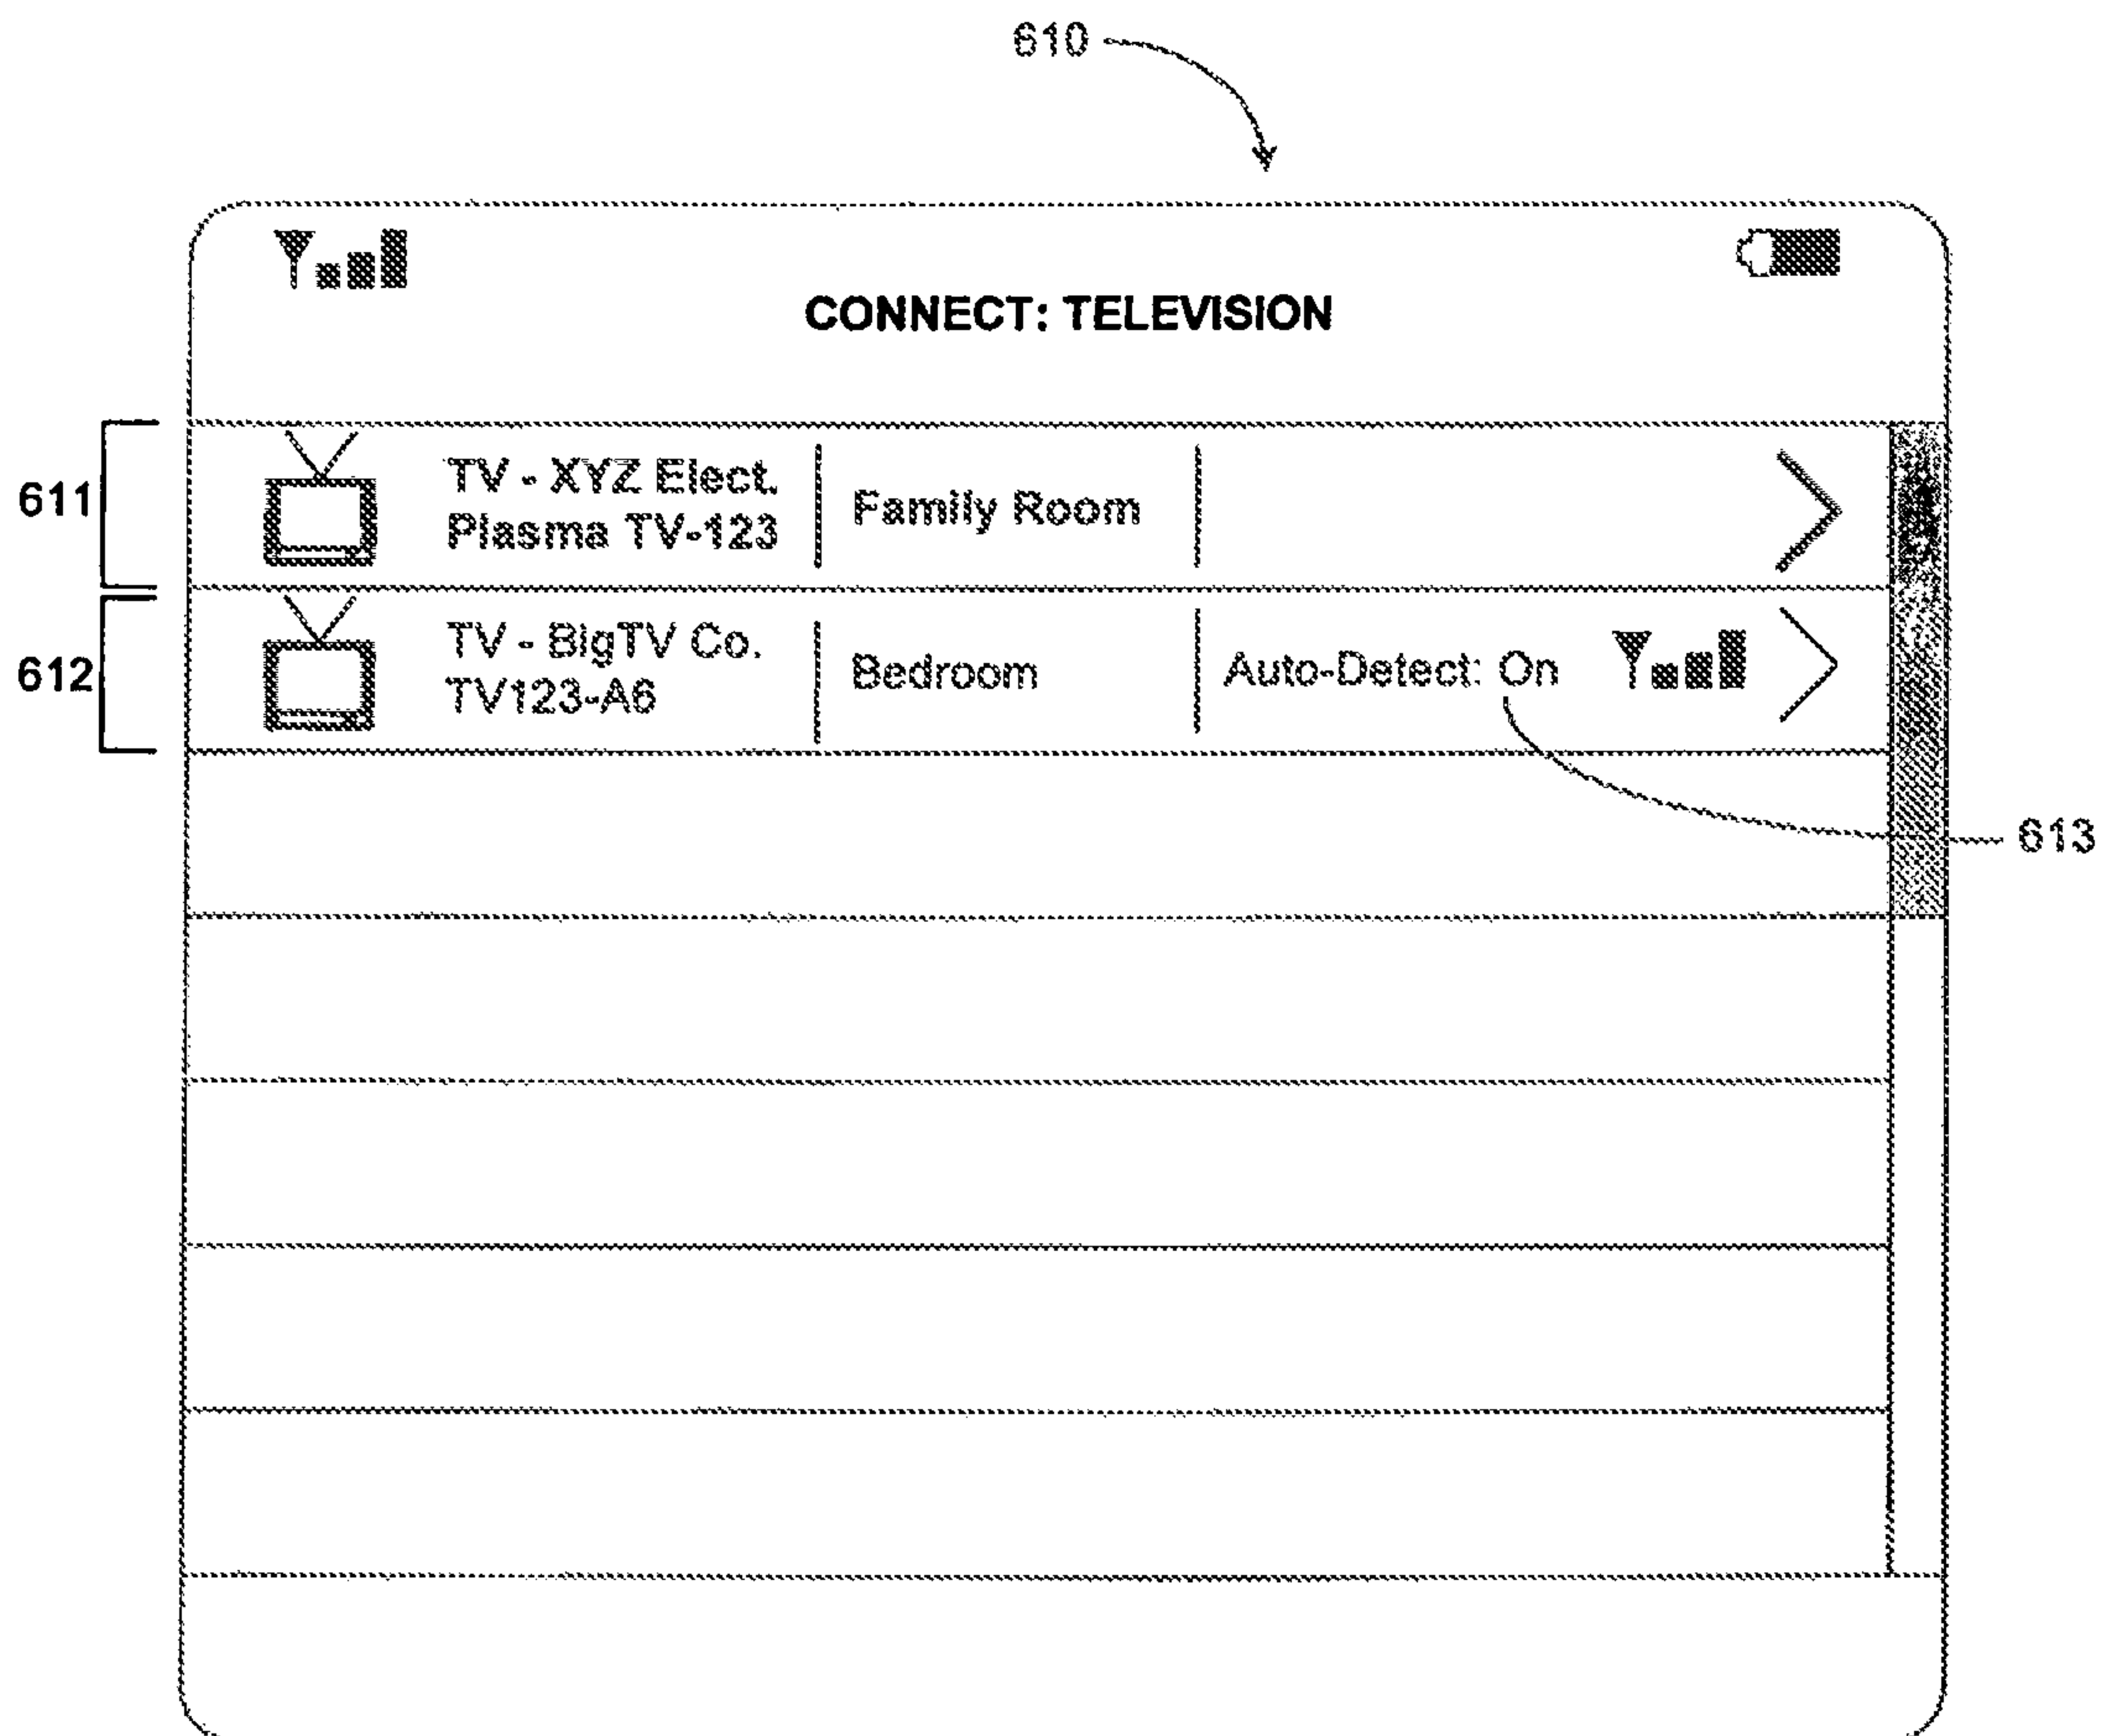 610
CONNECT: TELEVISION
611
TV - XYZ Elect.
Plasma TV-123
Family Room
612
TV - BigTV Co.
TV123-A6
Bedroom
Auto-Detect: On
613